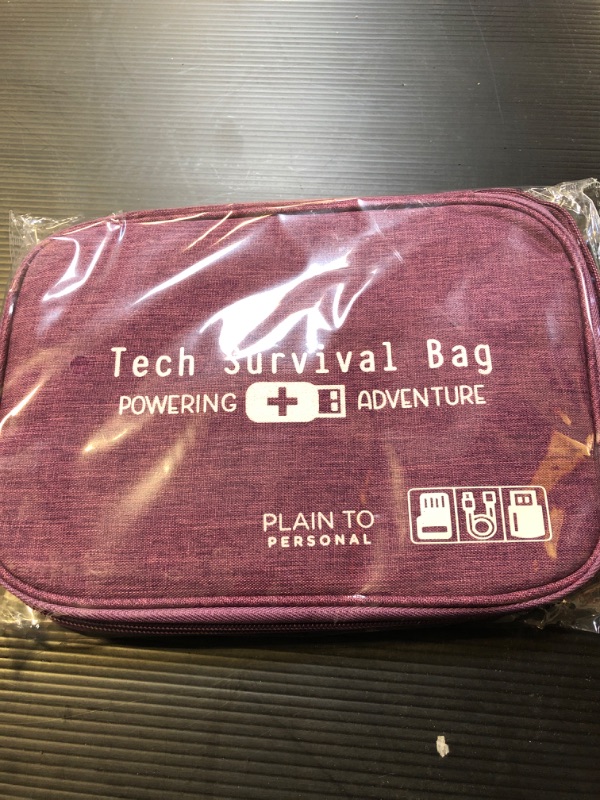 Tech Survival Bag
POWERING ADVENTURE
PLAIN TO
PERSONAL